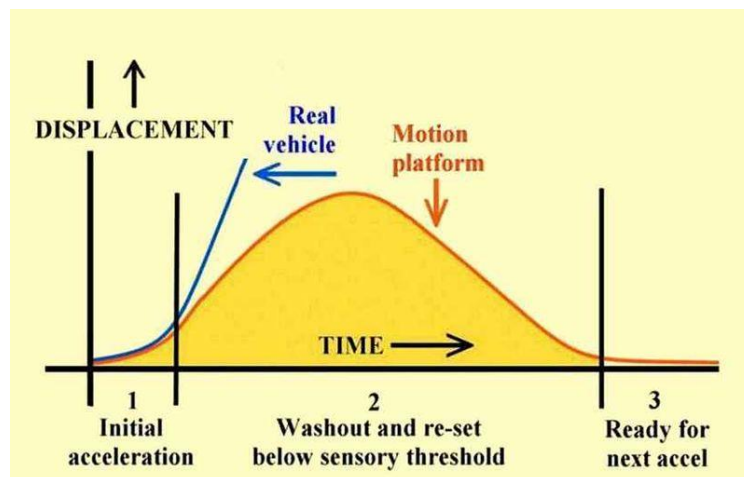 DISPLACEMENT
Real
vehicle
Motion
platform
TIME
1
Initial
acceleration
2
Washout and re-set
below sensory threshold
3
Ready for
next accel